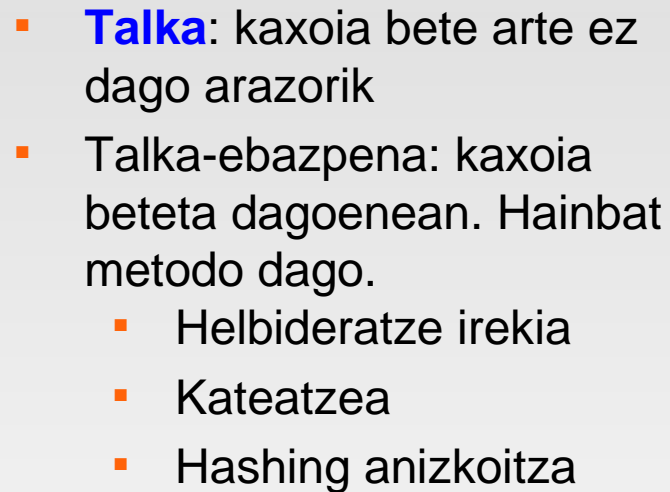 ▪ Talka: kaxoia bete arte ez
dago arazorik
▪ Talka-ebazpena: kaxoia
beteta dagoenean. Hainbat
metodo dago.
▪ Helbideratze irekia
▪ Kateatzea
▪ Hashing anizkoitza